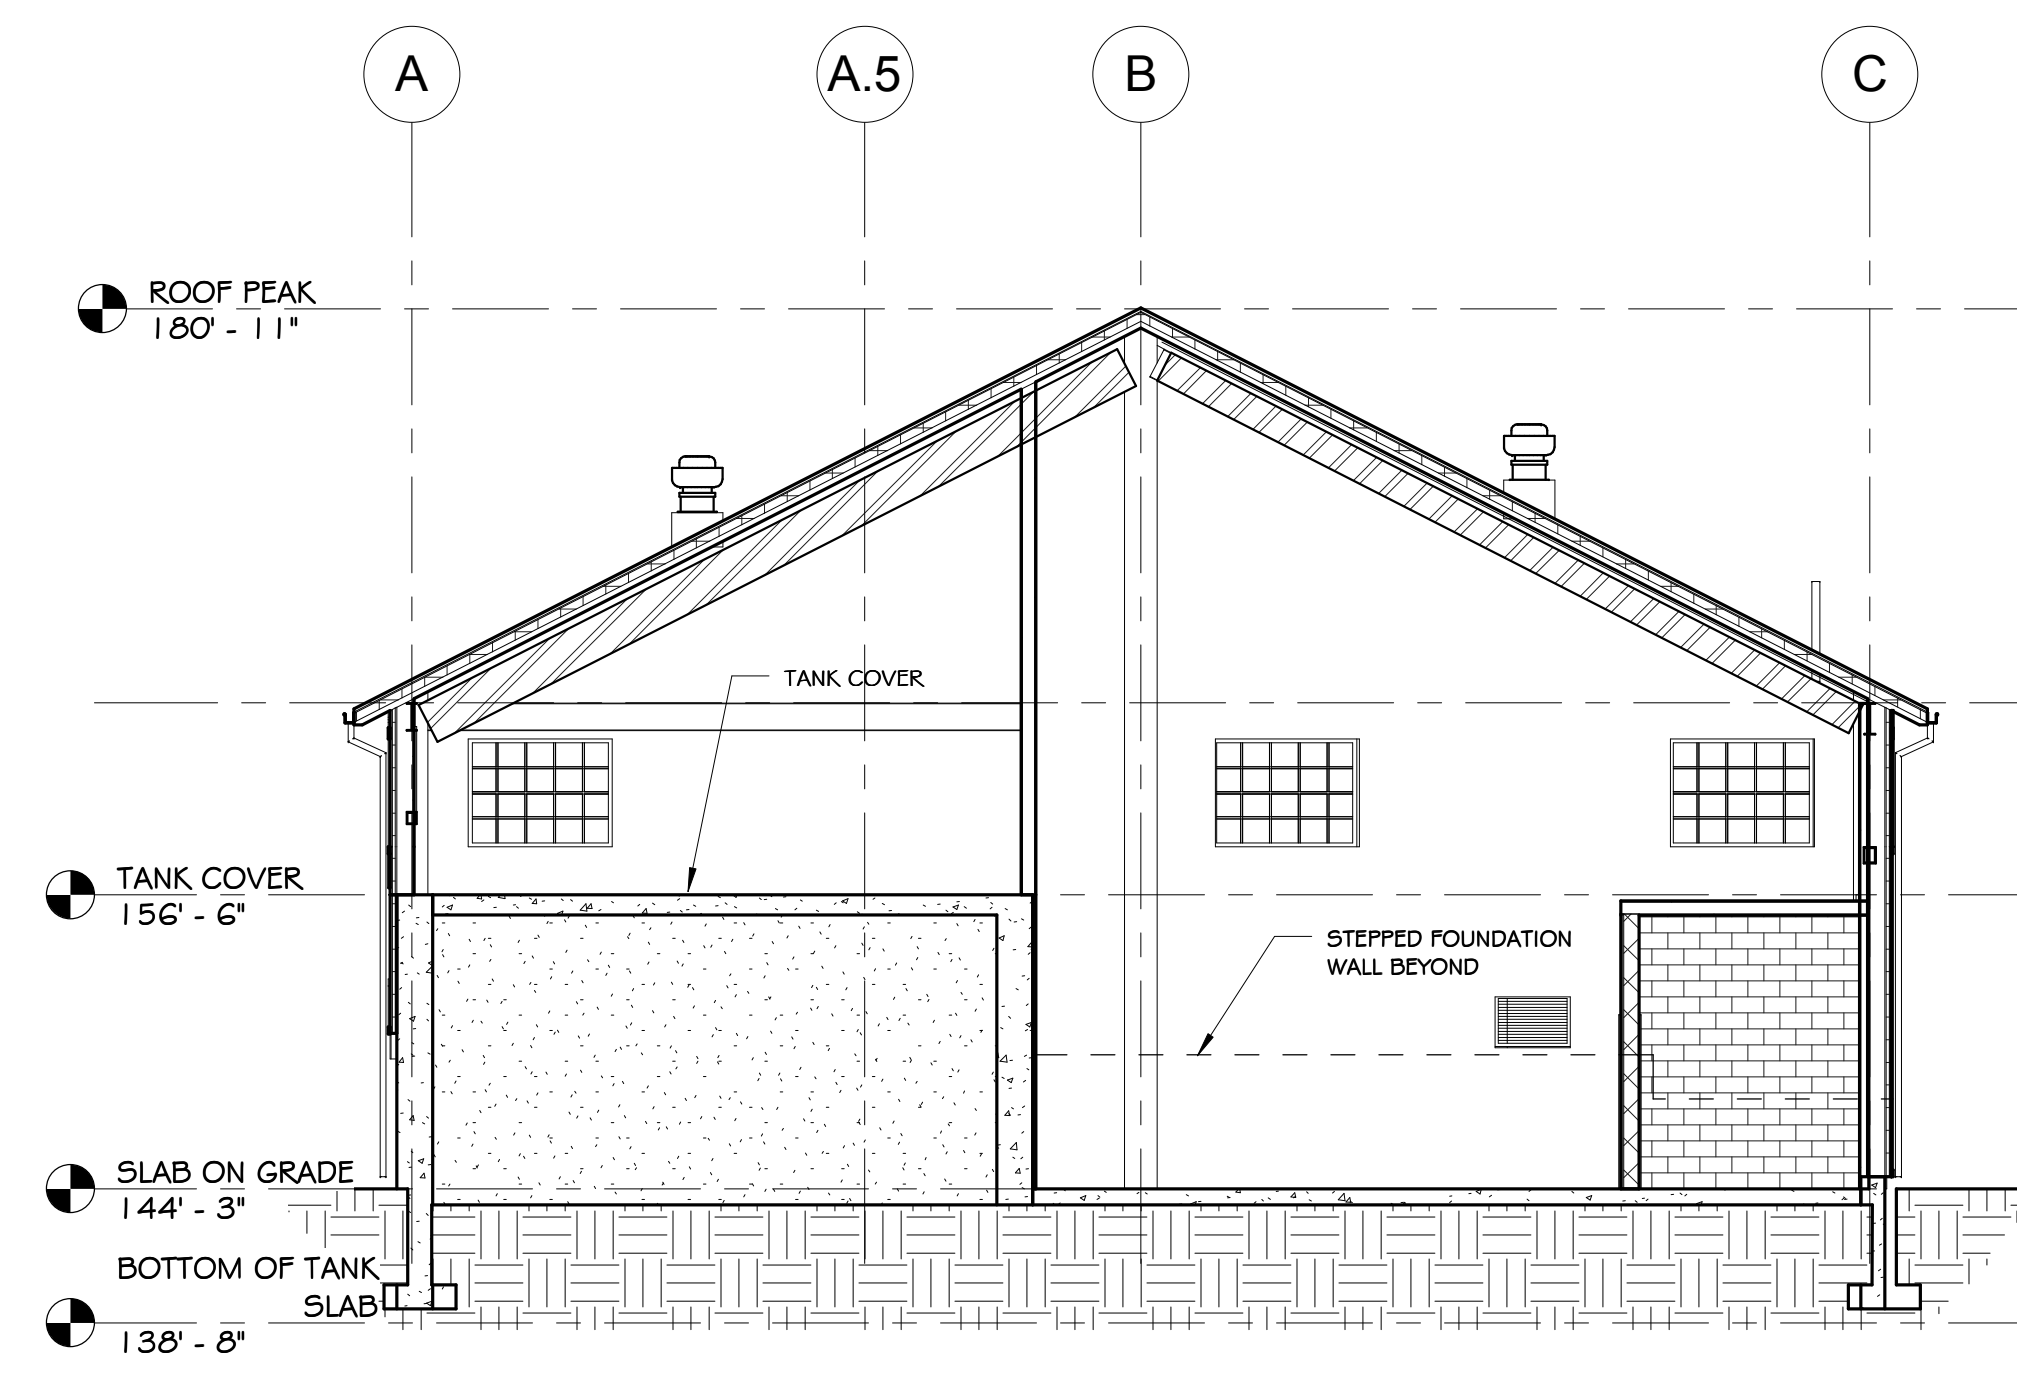 A
A.5
B
C
ROOF PEAK
180' - 11"
TANK COVER
TANK COVER
156' - 6"
STEPPED FOUNDATION
WALL BEYOND
SLAB ON GRADE
144' - 3"
BOTTOM OF TANK
SLAB
138' - 8"